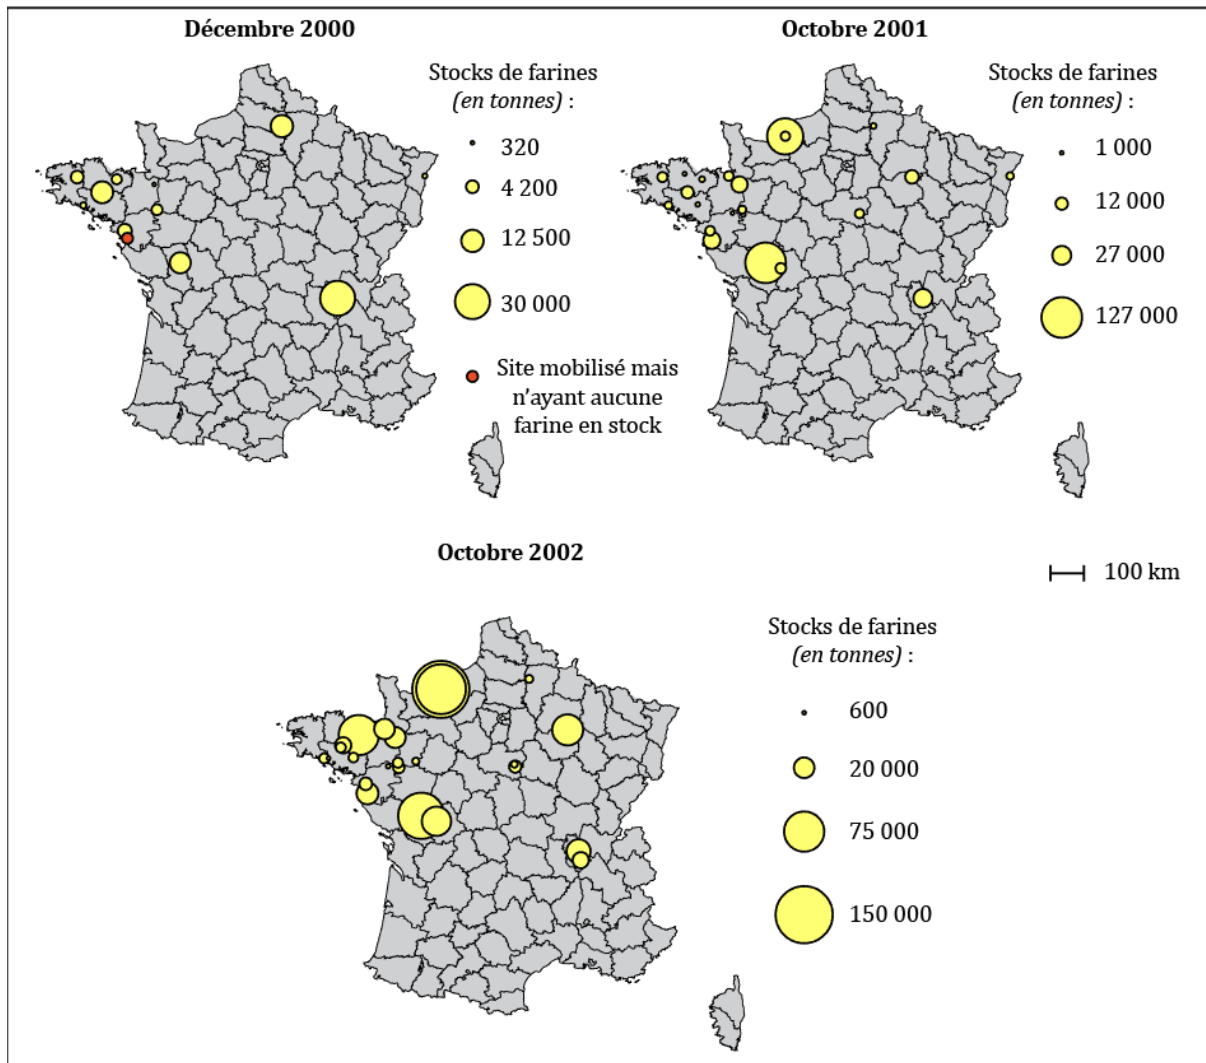 Décembre 2000
Stocks de farines
(en tonnes) :
320
4 200
12 500
30 000
Site mobilisé mais
n'ayant aucune
farine en stock
Octobre 2001
Stocks de farines
(en tonnes) :
1 000
12 000
27 000
127 000
Octobre 2002
100 km
Stocks de farines
(en tonnes) :
600
20 000
75 000
150 000